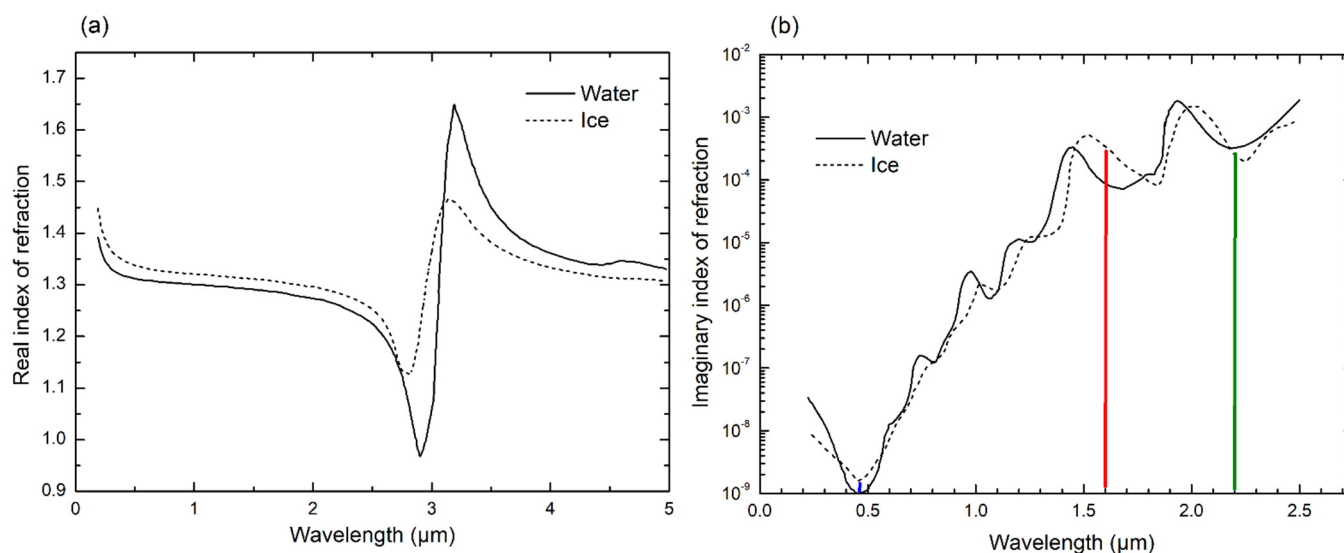 (a)
Real index of refraction
1.7
1.6
1.5
1.4
1.3
1.2
1.1
1.0
0.9
Water
Ice
0 1 2 3 4 5
Wavelength (µm)
(b)
Imaginary index of refraction
10-2
10-3
10-4
10-5
10-6
10-7
10-8
10-9
Water
Ice
0.0 0.5 1.0 1.5 2.0 2.5
Wavelength (µm)